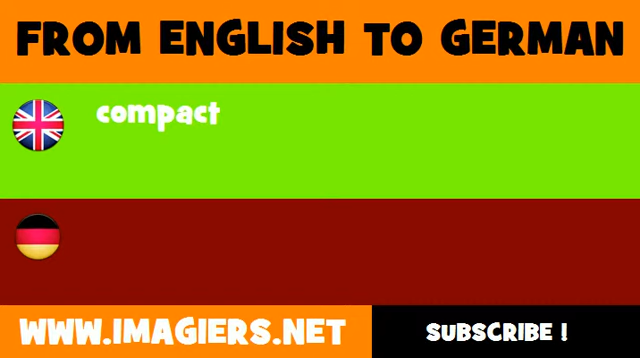 FROM ENGLISH TO GERMAN
compact
WWW.IMAGIERS.NET
SUBSCRIBE !